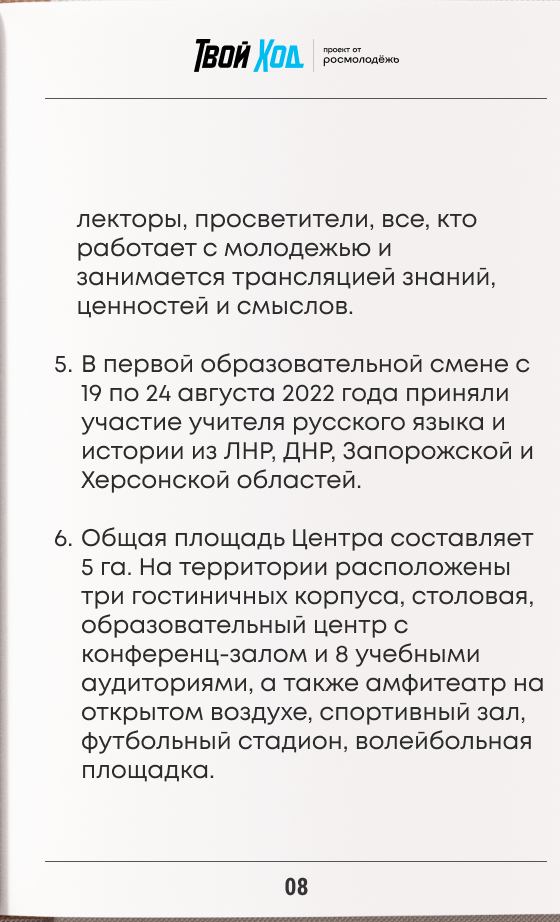 Твой Ход
проект от
росмолодёжь
лекторы, просветители, все, кто
работает с молодежью и
занимается трансляцией знаний,
ценностей и смыслов.
5. В первой образовательной смене с
19 по 24 августа 2022 года приняли
участие учителя русского языка и
истории из ЛНР, ДНР, Запорожской и
Херсонской областей.
6. Общая площадь Центра составляет
5 га. На территории расположены
три гостиничных корпуса, столовая,
образовательный центр с
конференц-залом и 8 учебными
аудиториями, а также амфитеатр на
открытом воздухе, спортивный зал,
футбольный стадион, волейбольная
площадка.
08